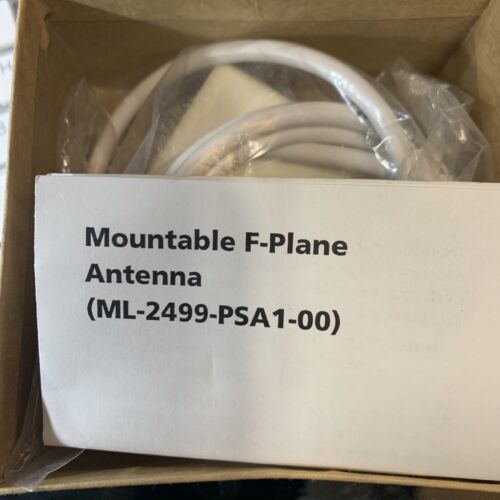 Mountable F-Plane
Antenna
(ML-2499-PSA1-00)